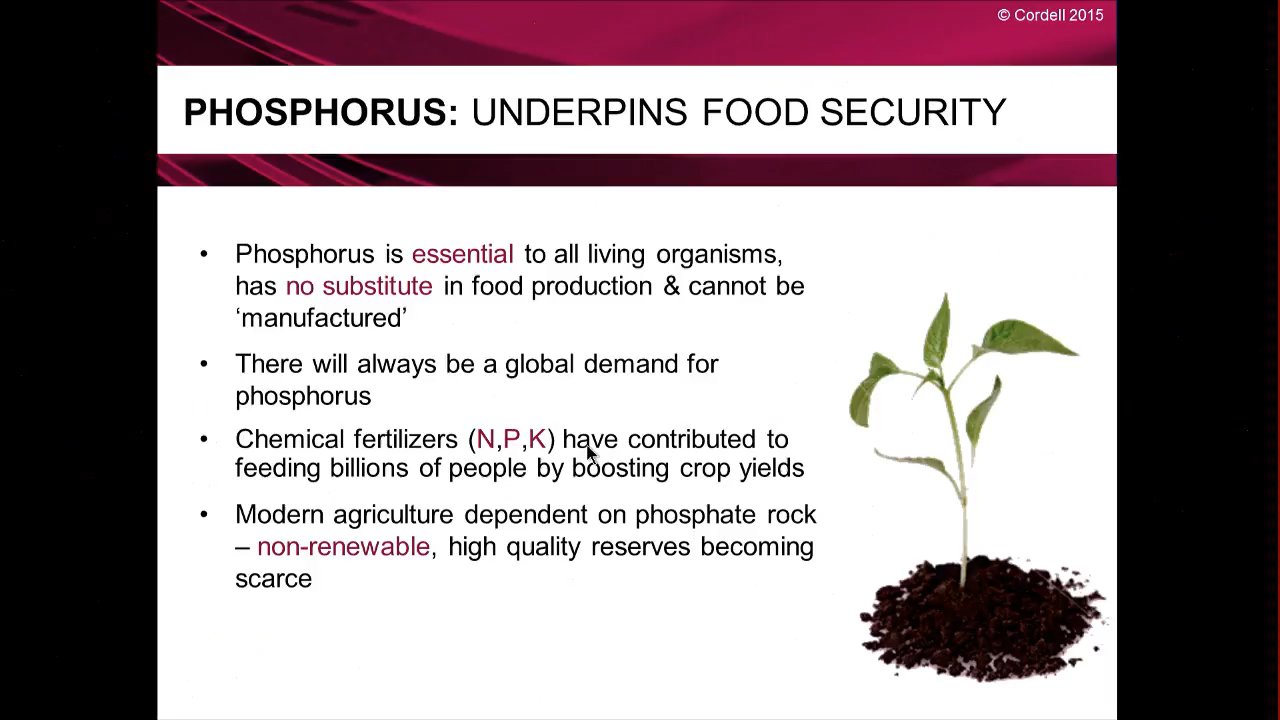 © Cordell 2015
PHOSPHORUS: UNDERPINS FOOD SECURITY
• Phosphorus is essential to all living organisms,
has no substitute in food production & cannot be
‘manufactured’
• There will always be a global demand for
phosphorus
• Chemical fertilizers (N,P,K) have contributed to
feeding billions of people by boosting crop yields
• Modern agriculture dependent on phosphate rock
– non-renewable, high quality reserves becoming
scarce